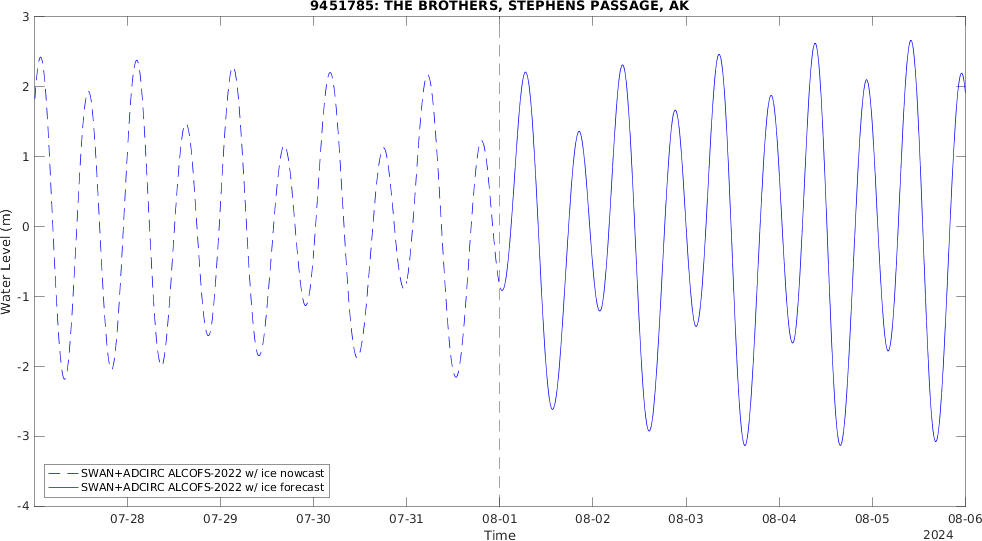 9451785: THE BROTHERS, STEPHENS PASSAGE, AK
3
2
1
0
-1
-2
-3
-4
Water Level (m)
SWAN+ADCIRC ALCOFS-2022 w/ ice nowcast
SWAN+ADCIRC ALCOFS-2022 w/ ice forecast
07-28 07-29 07-30 07-31 08-01 08-02 08-03 08-04 08-05 08-06
Time
2024